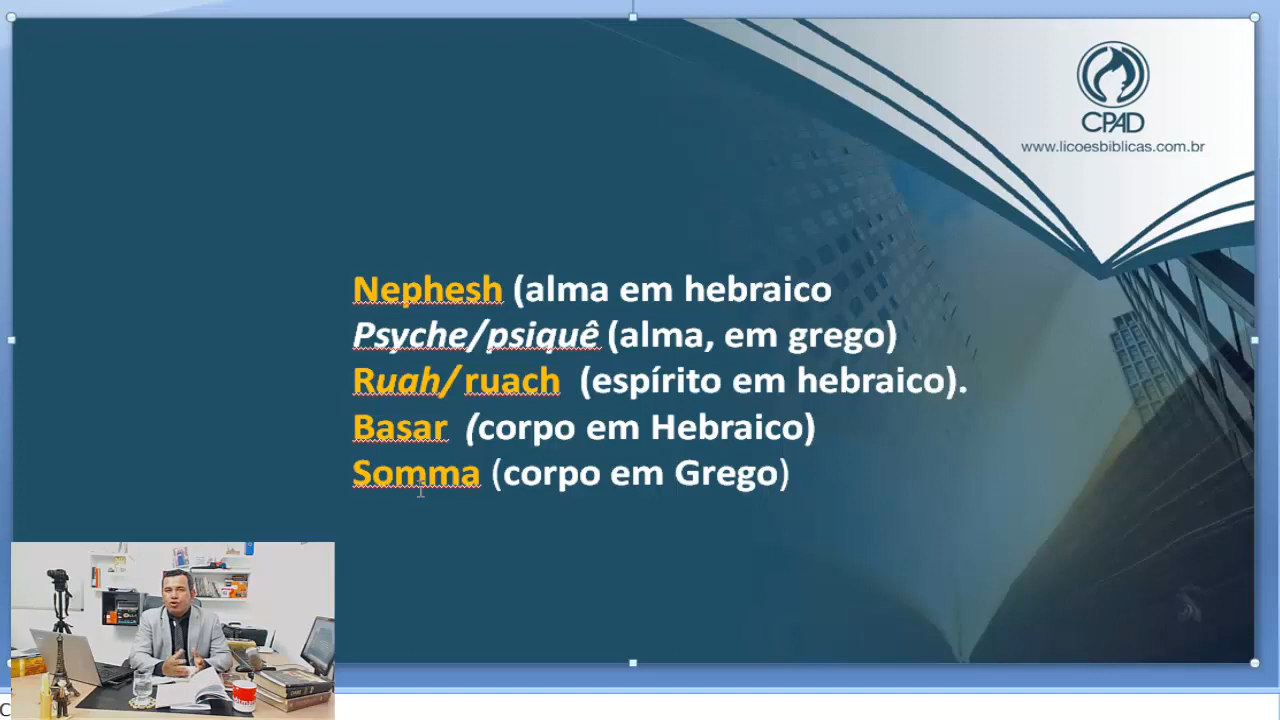 CPAD
www.licoesbiblicas.com.br
Nephesh (alma em hebraico
Psyche/psiquê (alma, em grego)
Ruah/ruach (espírito em hebraico).
Basar (corpo em Hebraico)
Somma (corpo em Grego)